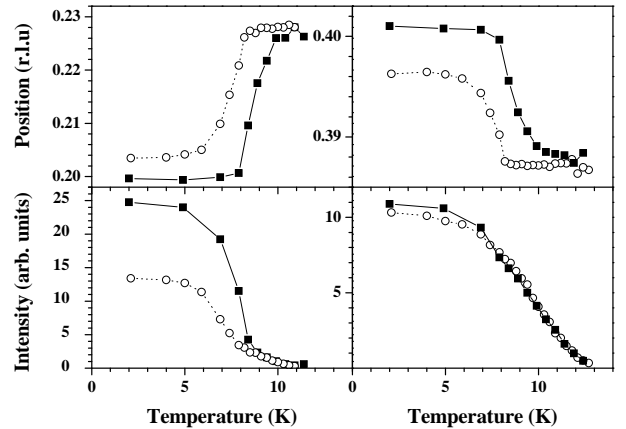 0.23
0.22
0.21
0.20
Position (r.l.u)
0.40
0.39
25
20
15
10
5
0
Intensity (arb. units)
10
5
0 5 10
0 5 10
Temperature (K)
Temperature (K)